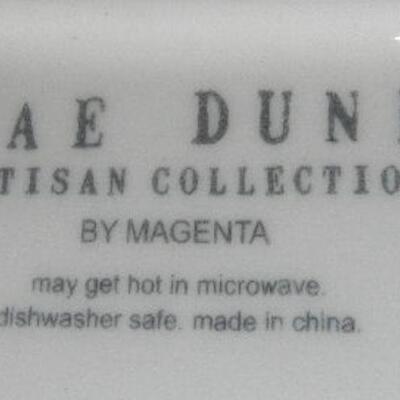 AE DUN
TISAN COLLECTIO
BY MAGENTA
may get hot in microwave.
dishwasher safe. made in china.